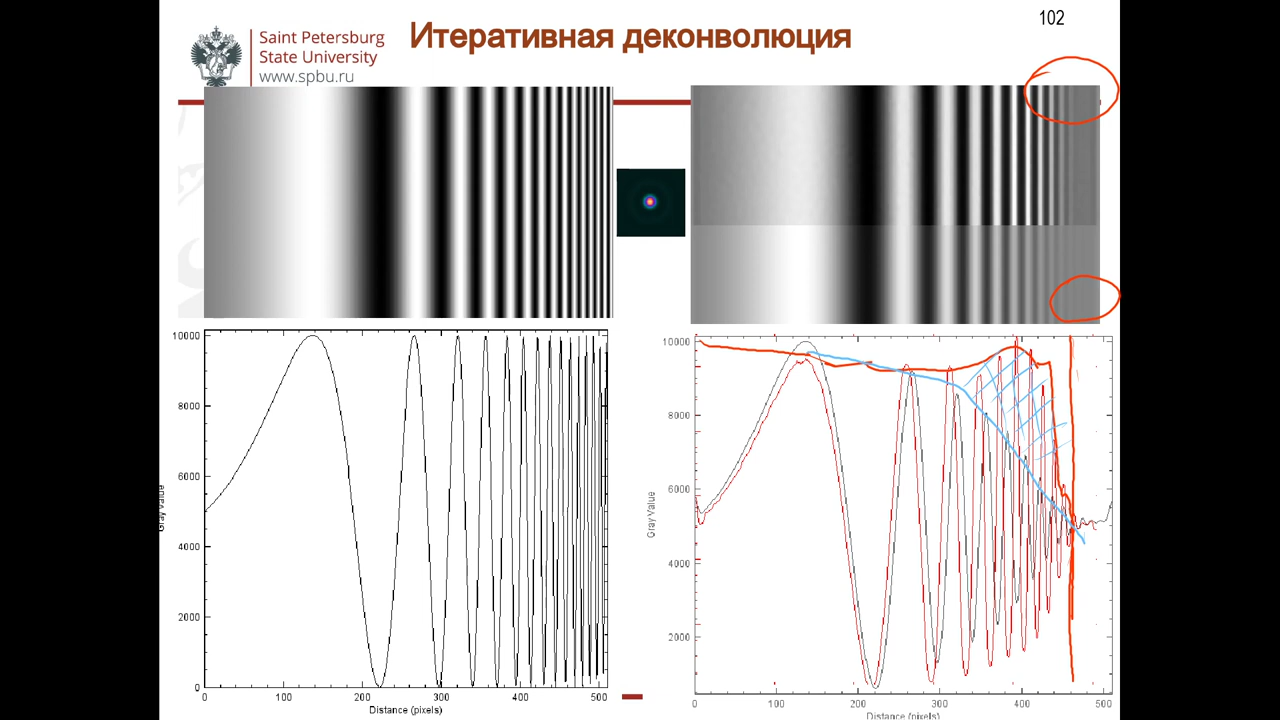 102
Итеративная деконволюция
Saint Petersburg
State University
www.spbu.ru
10000
8000
6000
4000
2000
0
Gray Value
0 100 200 300 400 500
Distance (pixels)
10000
8000
6000
4000
2000
Gray Value
0 100 200 300 400 500
Distance (pixels)